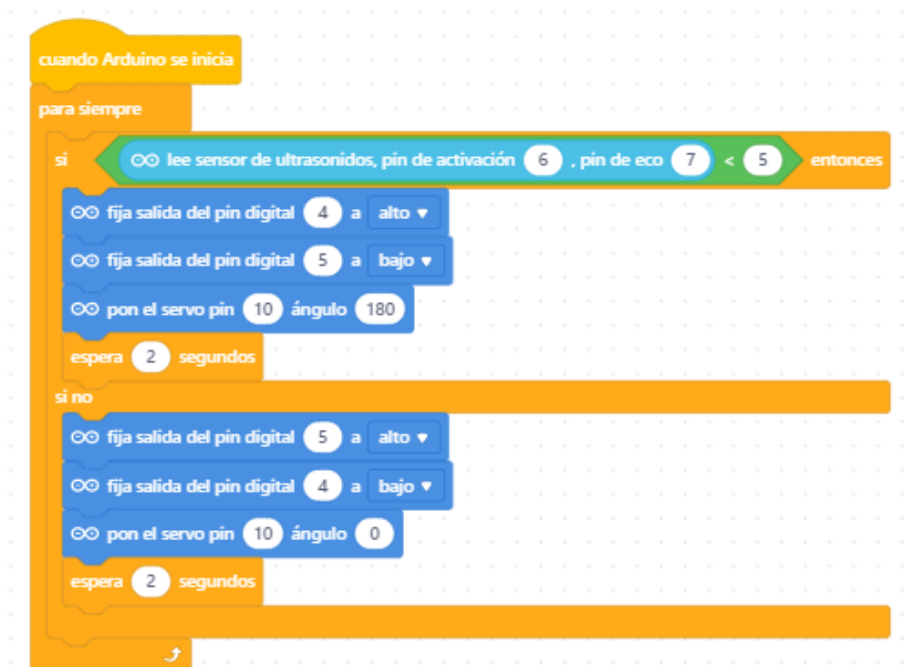 cuando Arduino se inicia
para siempre
si lee sensor de ultrasonidos, pin de activación 6 , pin de eco 7 < 5 entonces
fija salida del pin digital 4 a alto
fija salida del pin digital 5 a bajo
pon el servo pin 10 ángulo 180
espera 2 segundos
si no
fija salida del pin digital 5 a alto
fija salida del pin digital 4 a bajo
pon el servo pin 10 ángulo 0
espera 2 segundos